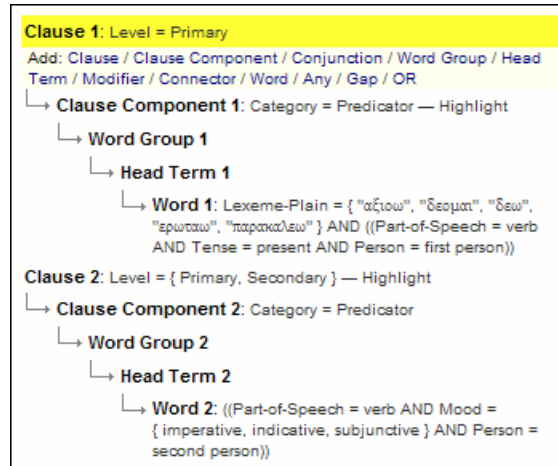 Clause 1: Level = Primary
Add: Clause / Clause Component / Conjunction / Word Group / Head
Term / Modifier / Connector / Word / Any / Gap / OR
Clause Component 1: Category = Predicator — Highlight
Word Group 1
Head Term 1
Word 1: Lexeme-Plain = { "αξιοω", "δεομαι", "δεω",
"ερωταω", "παρακαλεω" } AND ((Part-of-Speech = verb
AND Tense = present AND Person = first person))
Clause 2: Level = { Primary, Secondary } — Highlight
Clause Component 2: Category = Predicator
Word Group 2
Head Term 2
Word 2: ((Part-of-Speech = verb AND Mood =
{ imperative, indicative, subjunctive } AND Person =
second person))